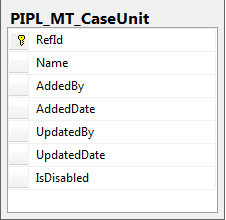 PIPL_MT_CaseUnit
RefId
Name
AddedBy
AddedDate
UpdatedBy
UpdatedDate
IsDisabled